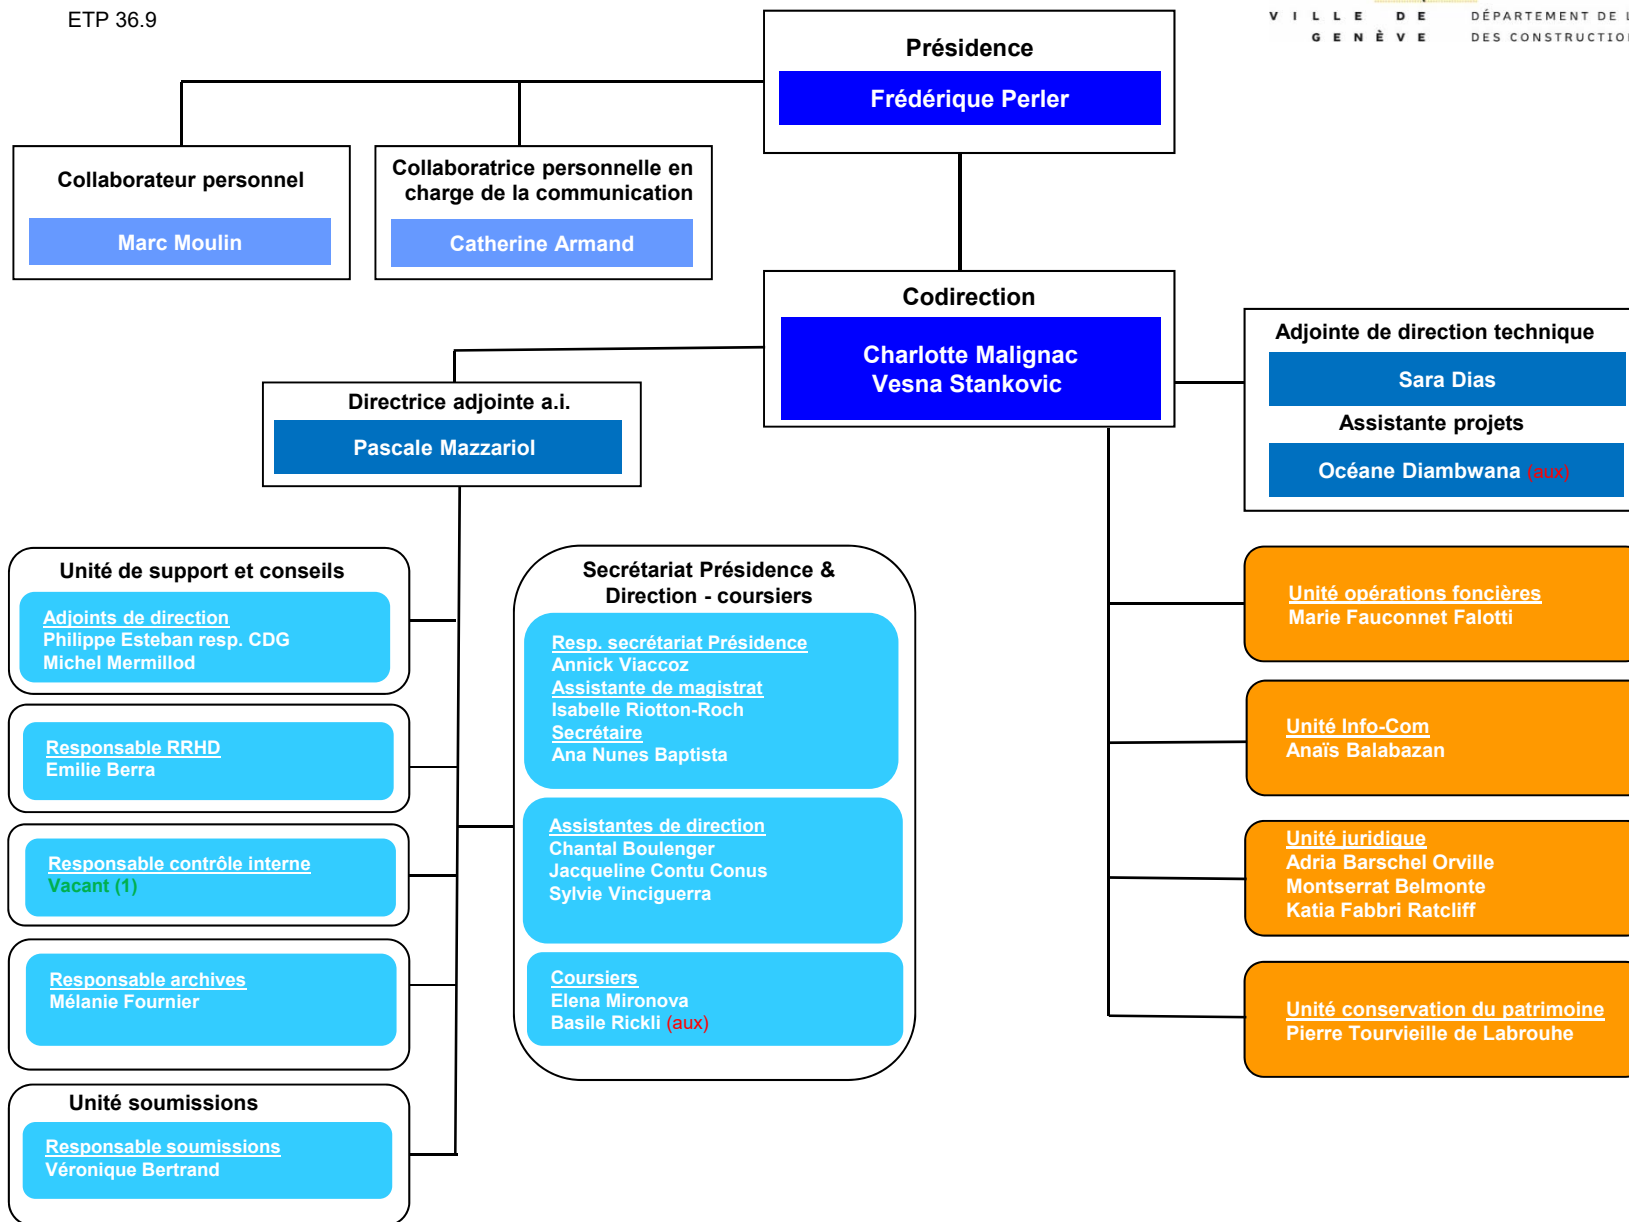 ETP 36.9
VILLE DE
GENÈVE
DÉPARTEMENT DE
DES
Présidence
Frédérique Perler
Collaborateur personnel
Marc Moulin
Collaboratrice personnelle en
charge de la communication
Catherine Armand
Codirection
Charlotte Malignac
Vesna Stankovic
Adjointe de direction technique
Sara Dias
Assistante projets
Océane Diambwana (aux)
Directrice adjointe a.i.
Pascale Mazzariol
Unité de support et conseils
Adjoints de direction
Philippe Esteban resp. CDG
Michel Mermillod
Responsable RRHD
Emilie Berra
Responsable contrôle interne
Vacant (1)
Responsable archives
Mélanie Fournier
Unité soumissions
Responsable soumissions
Véronique Bertrand
Secrétariat Présidence &
Direction - coursiers
Resp. secrétariat Présidence
Annick Viaccoz
Assistante de magistrat
Isabelle Riotton-Roch
Secrétaire
Ana Nunes Baptista
Assistantes de direction
Chantal Boulenger
Jacqueline Contu Conus
Sylvie Vinciguerra
Coursiers
Elena Mironova
Basile Rickli (aux)
Unité opérations foncières
Marie Fauconnet Falotti
Unité Info-Com
Anaïs Balabazan
Unité juridique
Adria Barschel Orville
Montserrat Belmonte
Katia Fabbri Ratcliff
Unité conservation du patrimoine
Pierre Tourvieille de Labrouhe